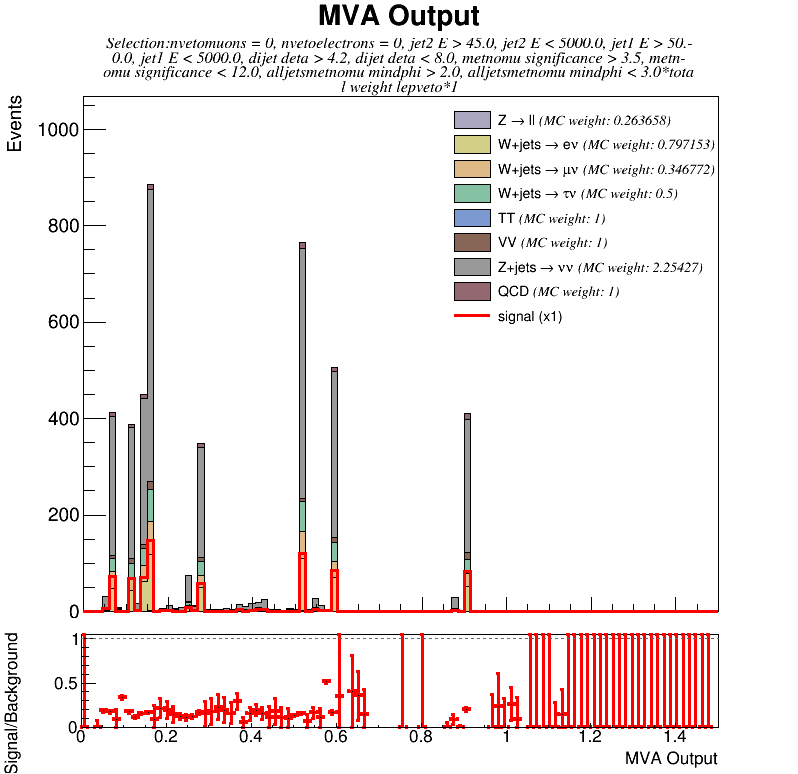 MVA Output
Selection:nvetomuons = 0, nvetoelectrons = 0, jet2 E > 45.0, jet2 E < 5000.0, jet1 E > 50.-
0.0, jet1 E < 5000.0, dijet deta > 4.2, dijet deta < 8.0, metnomu significance > 3.5, metn-
omu significance < 12.0, alljetsmetnomu mindphi > 2.0, alljetsmetnomu mindphi < 3.0*tota
l weight lepveto*1
Events
1000
800
600
400
200
0
Z → ll (MC weight: 0.263658)
W+jets → eν (MC weight: 0.797153)
W+jets → μν (MC weight: 0.346772)
W+jets → τν (MC weight: 0.5)
TT (MC weight: 1)
VV (MC weight: 1)
Z+jets → νν (MC weight: 2.25427)
QCD (MC weight: 1)
signal (x1)
Signal/Background
1
0.5
0
0 0.2 0.4 0.6 0.8 1 1.2 1.4
MVA Output